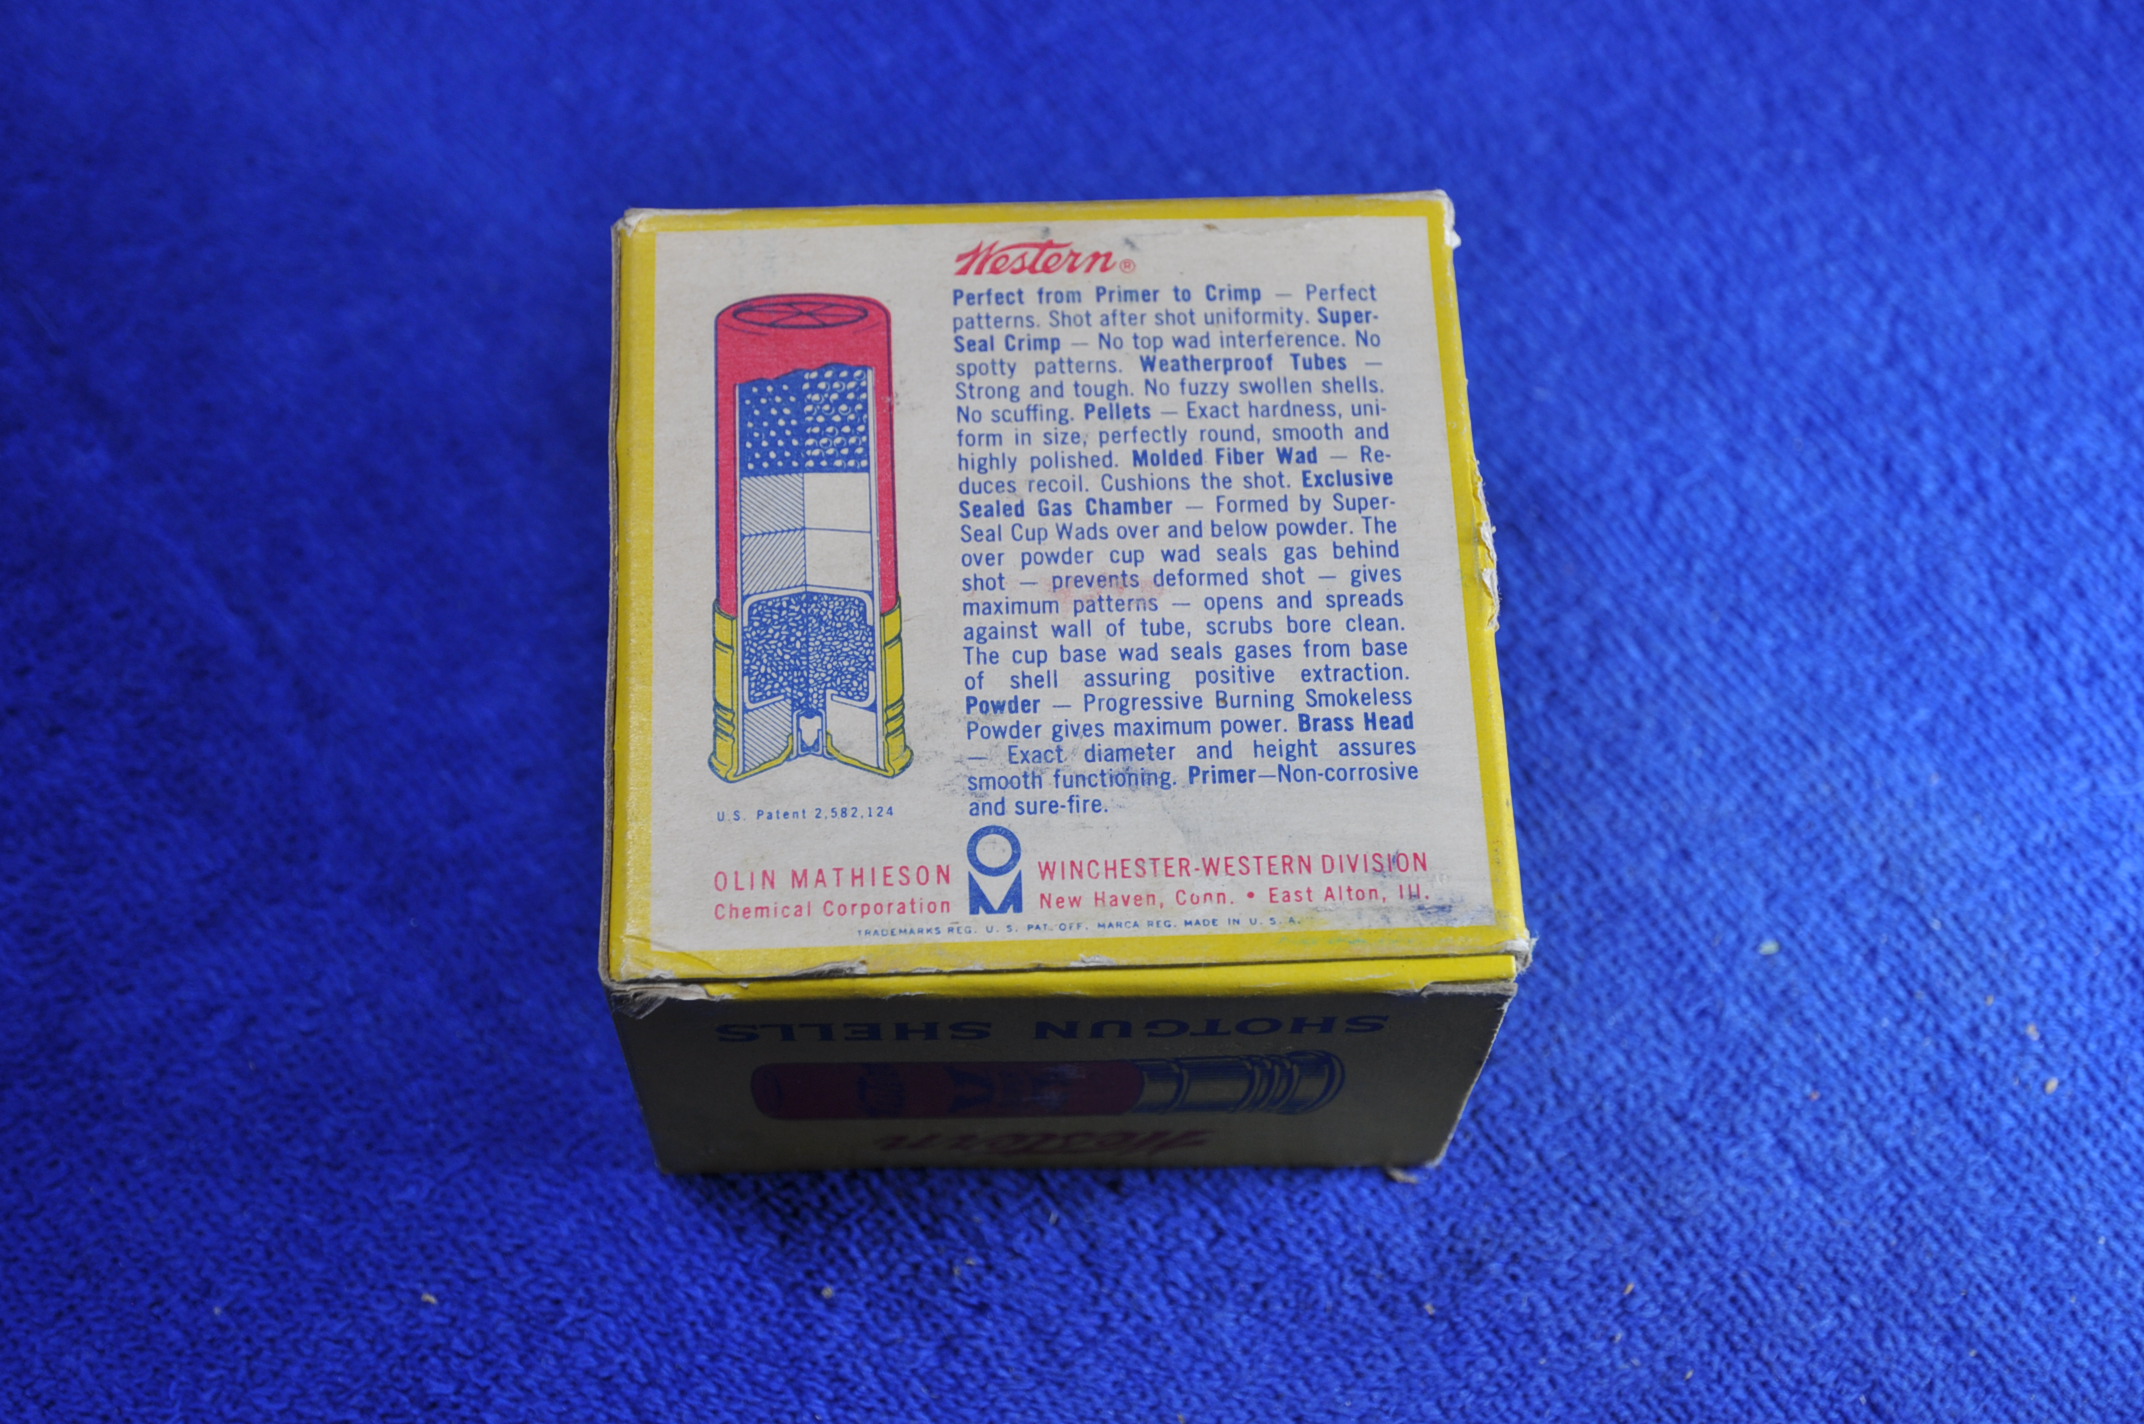 Western®
Perfect from Primer to Crimp — Perfect
patterns. Shot after shot uniformity. Super-
Seal Crimp — No top wad interference. No
spotty patterns. Weatherproof Tubes —
Strong and tough. No fuzzy swollen shells.
No scuffing. Pellets — Exact hardness, uni-
form in size, perfectly round, smooth and
highly polished. Molded Fiber Wad — Re-
duces recoil. Cushions the shot. Exclusive
Sealed Gas Chamber — Formed by Super-
Seal Cup Wads over and below powder. The
over powder cup wad seals gas behind
shot — prevents deformed shot — gives
maximum patterns — opens and spreads
against wall of tube, scrubs bore clean.
The cup base wad seals gases from base
of shell assuring positive extraction.
Powder — Progressive Burning Smokeless
Powder gives maximum power. Brass Head
— Exact diameter and height assures
smooth functioning. Primer—Non-corrosive
and sure-fire.
U.S. Patent 2,582,124
OLIN MATHIESON
Chemical Corporation
OM
WINCHESTER-WESTERN DIVISION
New Haven, Conn. • East Alton, Ill.
TRADEMARKS REG. U. S. PAT. OFF. MARCA REG. MADE IN U. S. A.
SHOTGUN SHELLS
Western